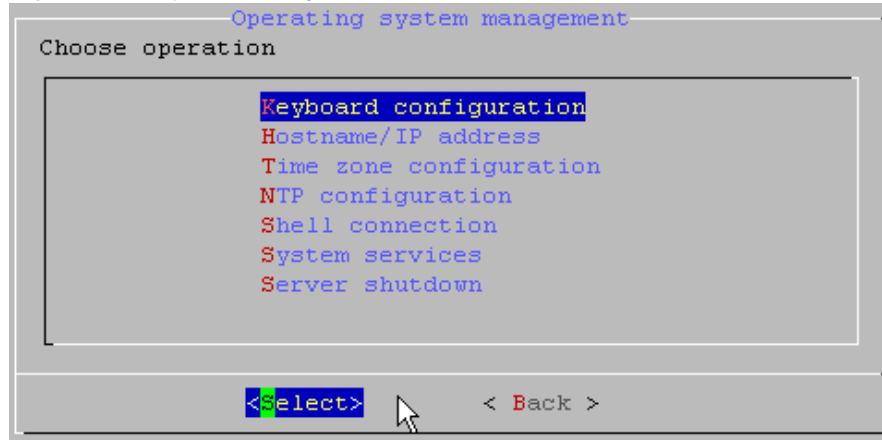 Operating system management
Choose operation
Keyboard configuration
Hostname/IP address
Time zone configuration
NTP configuration
Shell connection
System services
Server shutdown
<Select> < Back >